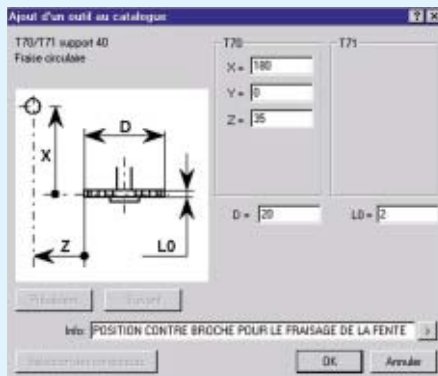 Ajout d'un outil au catalogue
T70/T71 support 40
Fraise circulaire
T70
X = 180
Y = 0
Z = 35
T71
D
X
L0
Z
D = 20
L0 = 2
Précédent
Suivant
Info: POSITION CONTRE BROCHE POUR LE FRAISAGE DE LA FENTE
OK
Annuler